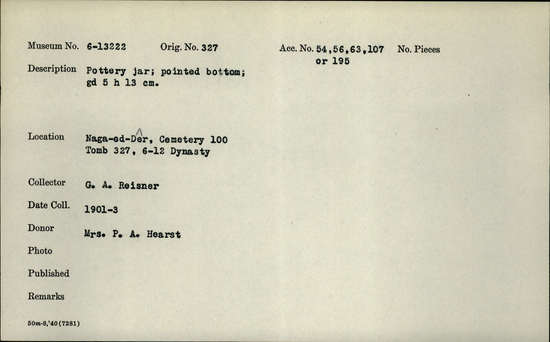 Museum No. 6-13222 Orig. No. 327 Acc. No. 54,56,63,107 No. Pieces
or 195
Description Pottery jar; pointed bottom;
gd 5 h 13 cm.
Location Naga-ed-Dêr, Cemetery 100
Tomb 327, 6-12 Dynasty
Collector G. A. Reisner
Date Coll. 1901-3
Donor Mrs. P. A. Hearst
Photo
Published
Remarks
50m-8,'40(7281)